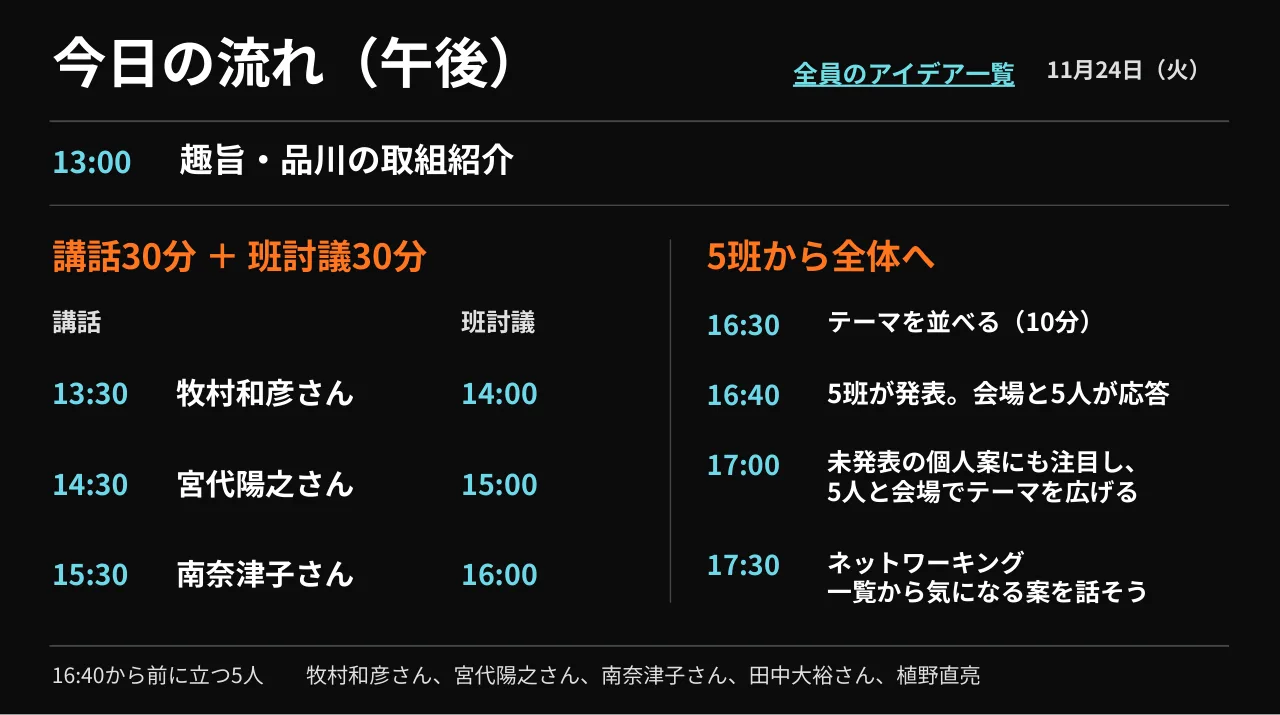 今日の流れ（午後）
全員のアイデア一覧
11月24日（火）
13:00 趣旨・品川の取組紹介
講話30分 ＋ 班討議30分
講話 班討議
13:30 牧村和彦さん 14:00
14:30 宮代陽之さん 15:00
15:30 南奈津子さん 16:00
5班から全体へ
16:30 テーマを並べる（10分）
16:40 5班が発表。会場と5人が応答
17:00 未発表の個人案にも注目し、
5人と会場でテーマを広げる
17:30 ネットワーキング
一覧から気になる案を話そう
16:40から前に立つ5人 牧村和彦さん、宮代陽之さん、南奈津子さん、田中大裕さん、植野直亮